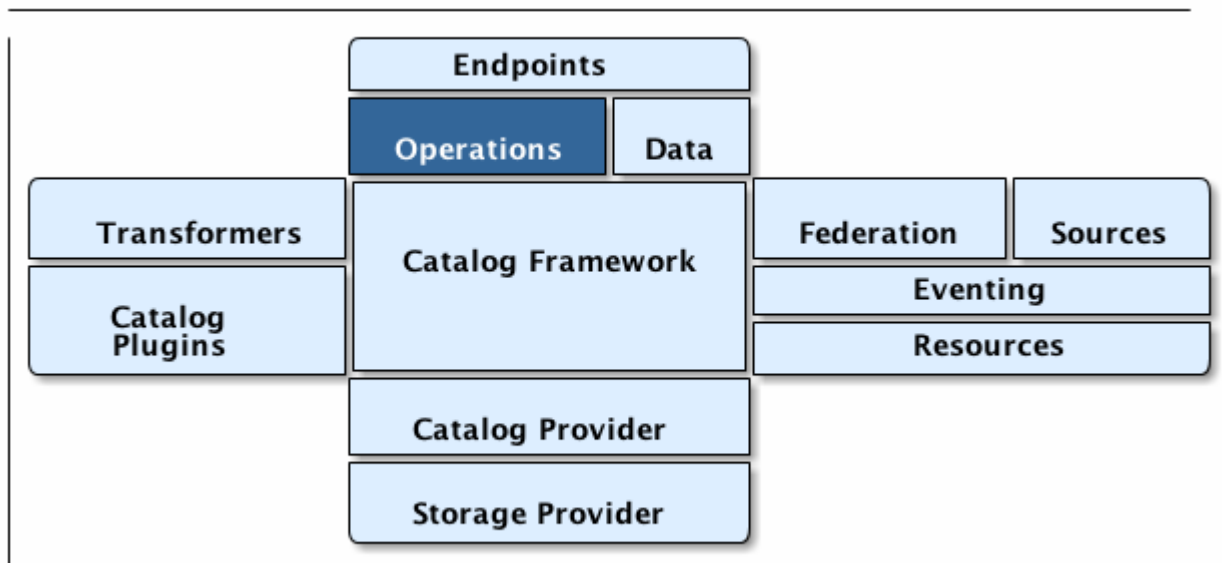 Endpoints
Operations
Data
Transformers
Catalog Framework
Federation
Sources
Catalog
Plugins
Eventing
Resources
Catalog Provider
Storage Provider